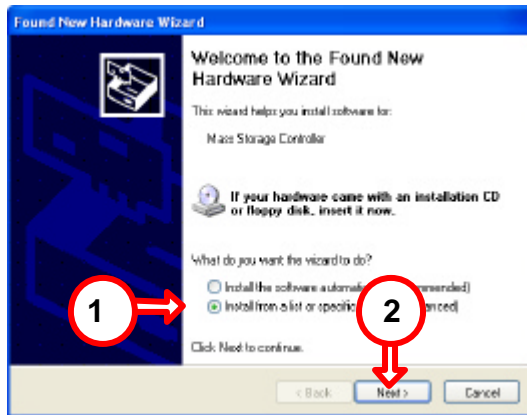 Found New Hardware Wizard
Welcome to the Found New
Hardware Wizard
This wizard helps you install software for:
Mass Storage Controller
If your hardware came with an installation CD
or floppy disk, insert it now.
What do you want the wizard to do?
Install the software (Recommended)
Install from a list or specific (Advanced)
1
2
Click Next to continue.
< Back
Next >
Cancel